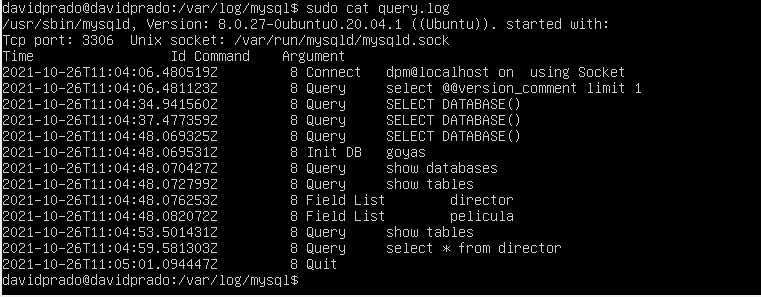 davidprado@davidprado:/var/log/mysql$ sudo cat query.log
/usr/sbin/mysqld, Version: 8.0.27-0ubuntu0.20.04.1 ((Ubuntu)). started with:
Tcp port: 3306  Unix socket: /var/run/mysqld/mysqld.sock
Time                 Id Command    Argument
2021-10-26T11:04:06.480519Z         8 Connect   dpm@localhost on  using Socket
2021-10-26T11:04:06.481123Z         8 Query     select @@version_comment limit 1
2021-10-26T11:04:34.941560Z         8 Query     SELECT DATABASE()
2021-10-26T11:04:37.477359Z         8 Query     SELECT DATABASE()
2021-10-26T11:04:48.069325Z         8 Query     SELECT DATABASE()
2021-10-26T11:04:48.069531Z         8 Init DB   goyas
2021-10-26T11:04:48.070427Z         8 Query     show databases
2021-10-26T11:04:48.072799Z         8 Query     show tables
2021-10-26T11:04:48.076253Z         8 Field List        director
2021-10-26T11:04:48.082072Z         8 Field List        pelicula
2021-10-26T11:04:53.501431Z         8 Query     show tables
2021-10-26T11:04:59.581303Z         8 Query     select * from director
2021-10-26T11:05:01.094447Z         8 Quit
davidprado@davidprado:/var/log/mysql$